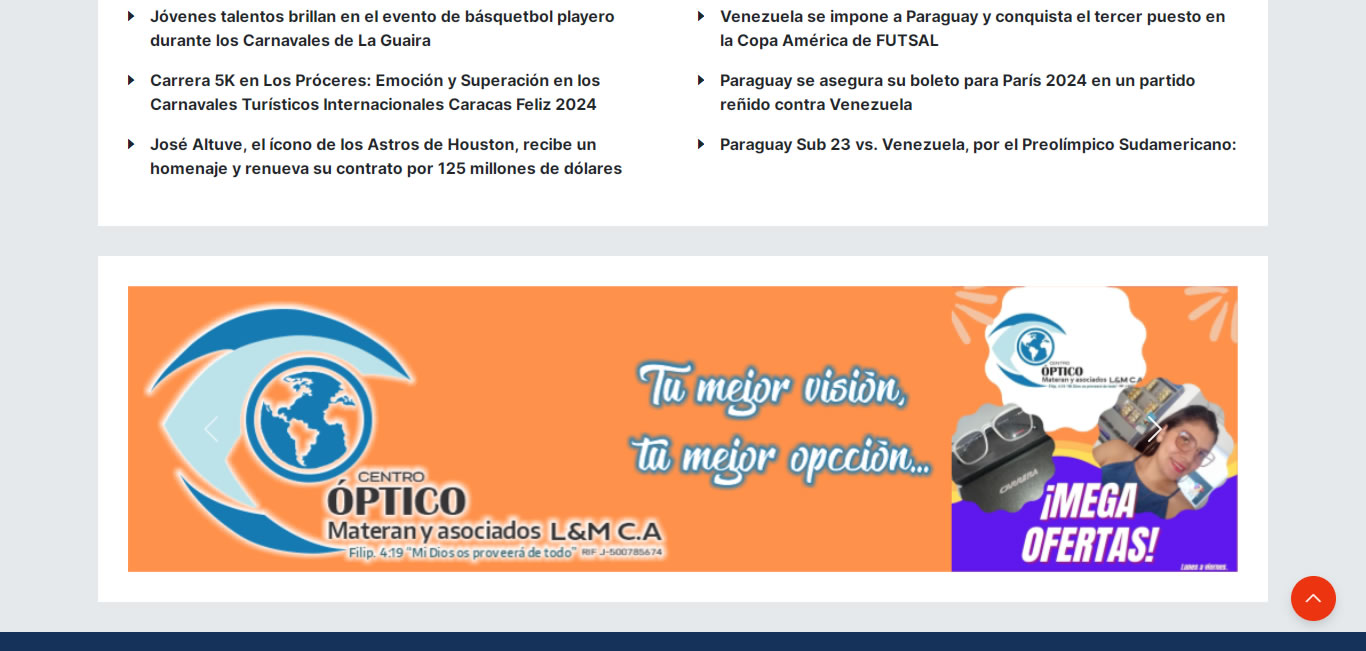 Jóvenes talentos brillan en el evento de básquetbol playero
durante los Carnavales de La Guaira
Carrera 5K en Los Próceres: Emoción y Superación en los
Carnavales Turísticos Internacionales Caracas Feliz 2024
José Altuve, el ícono de los Astros de Houston, recibe un
homenaje y renueva su contrato por 125 millones de dólares
Venezuela se impone a Paraguay y conquista el tercer puesto en
la Copa América de FUTSAL
Paraguay se asegura su boleto para París 2024 en un partido
reñido contra Venezuela
Paraguay Sub 23 vs. Venezuela, por el Preolímpico Sudamericano:
CENTRO
ÓPTICO
Materan y asociados L&M C.A
Filip. 4:19 "Mi Dios os proveerá de todo" RIF J-500785674
Tu mejor visiòn,
tu mejor opcciòn...
CENTRO
ÓPTICO
Materan y asociados L&M C.A
CARRERA
¡MEGA
OFERTAS!
Lunes a viernes.